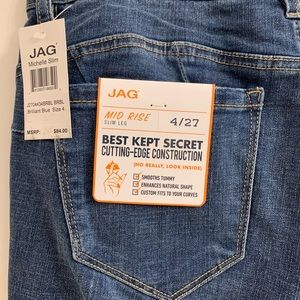 JAG
Michelle Slim
Brilliant Blue Size 4
MSRP: $84.00
JAG
MID RISE
SLIM LEG
4/27
BEST KEPT SECRET
CUTTING-EDGE CONSTRUCTION
(NO REALLY, LOOK INSIDE)
✓ SMOOTHS TUMMY
✓ ENHANCES NATURAL SHAPE
✓ CUSTOM FITS TO YOUR CURVES